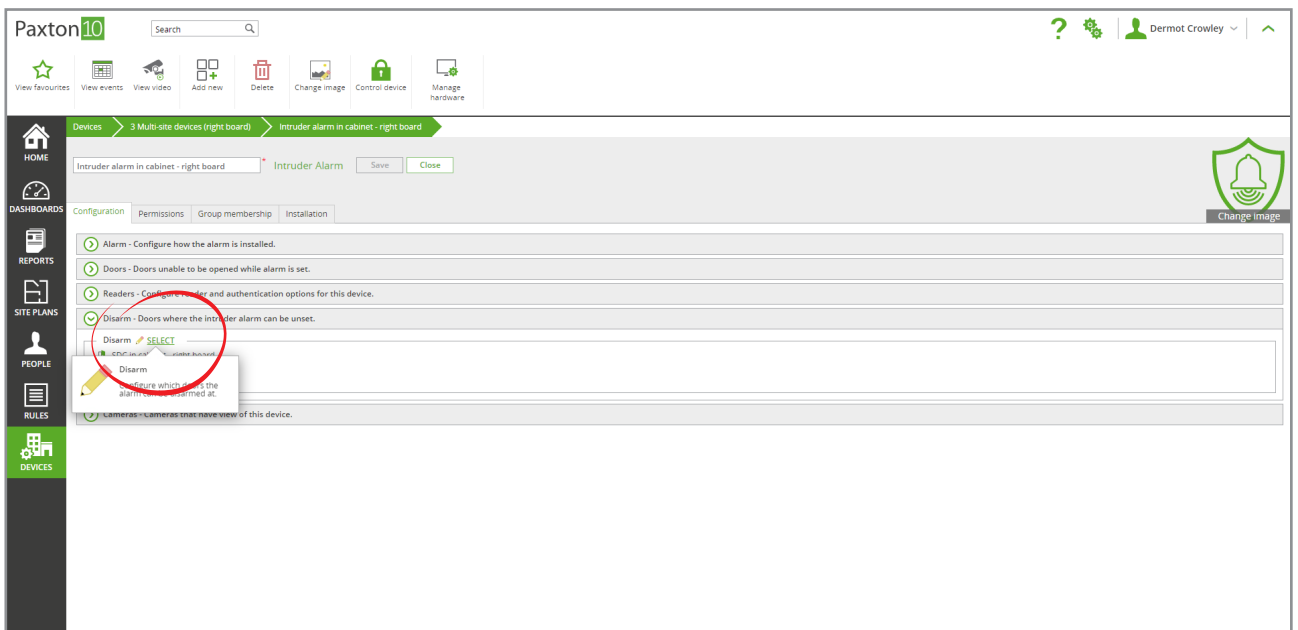 Paxton10
Search
Dermot Crowley
View favourites
View events
View video
Add new
Delete
Change image
Control device
Manage hardware
Devices
3 Multi-site devices (right board)
Intruder alarm in cabinet - right board
HOME
DASHBOARDS
REPORTS
SITE PLANS
PEOPLE
RULES
DEVICES
Intruder alarm in cabinet - right board
*
Intruder Alarm
Save
Close
Change image
Configuration
Permissions
Group membership
Installation
Alarm - Configure how the alarm is installed.
Doors - Doors unable to be opened while alarm is set.
Readers - Configure reader and authentication options for this device.
Disarm - Doors where the intruder alarm can be unset.
Disarm SELECT
in cabinet - right board
Disarm
Configure which doors the
alarm can be disarmed at.
Cameras - Cameras that have view of this device.